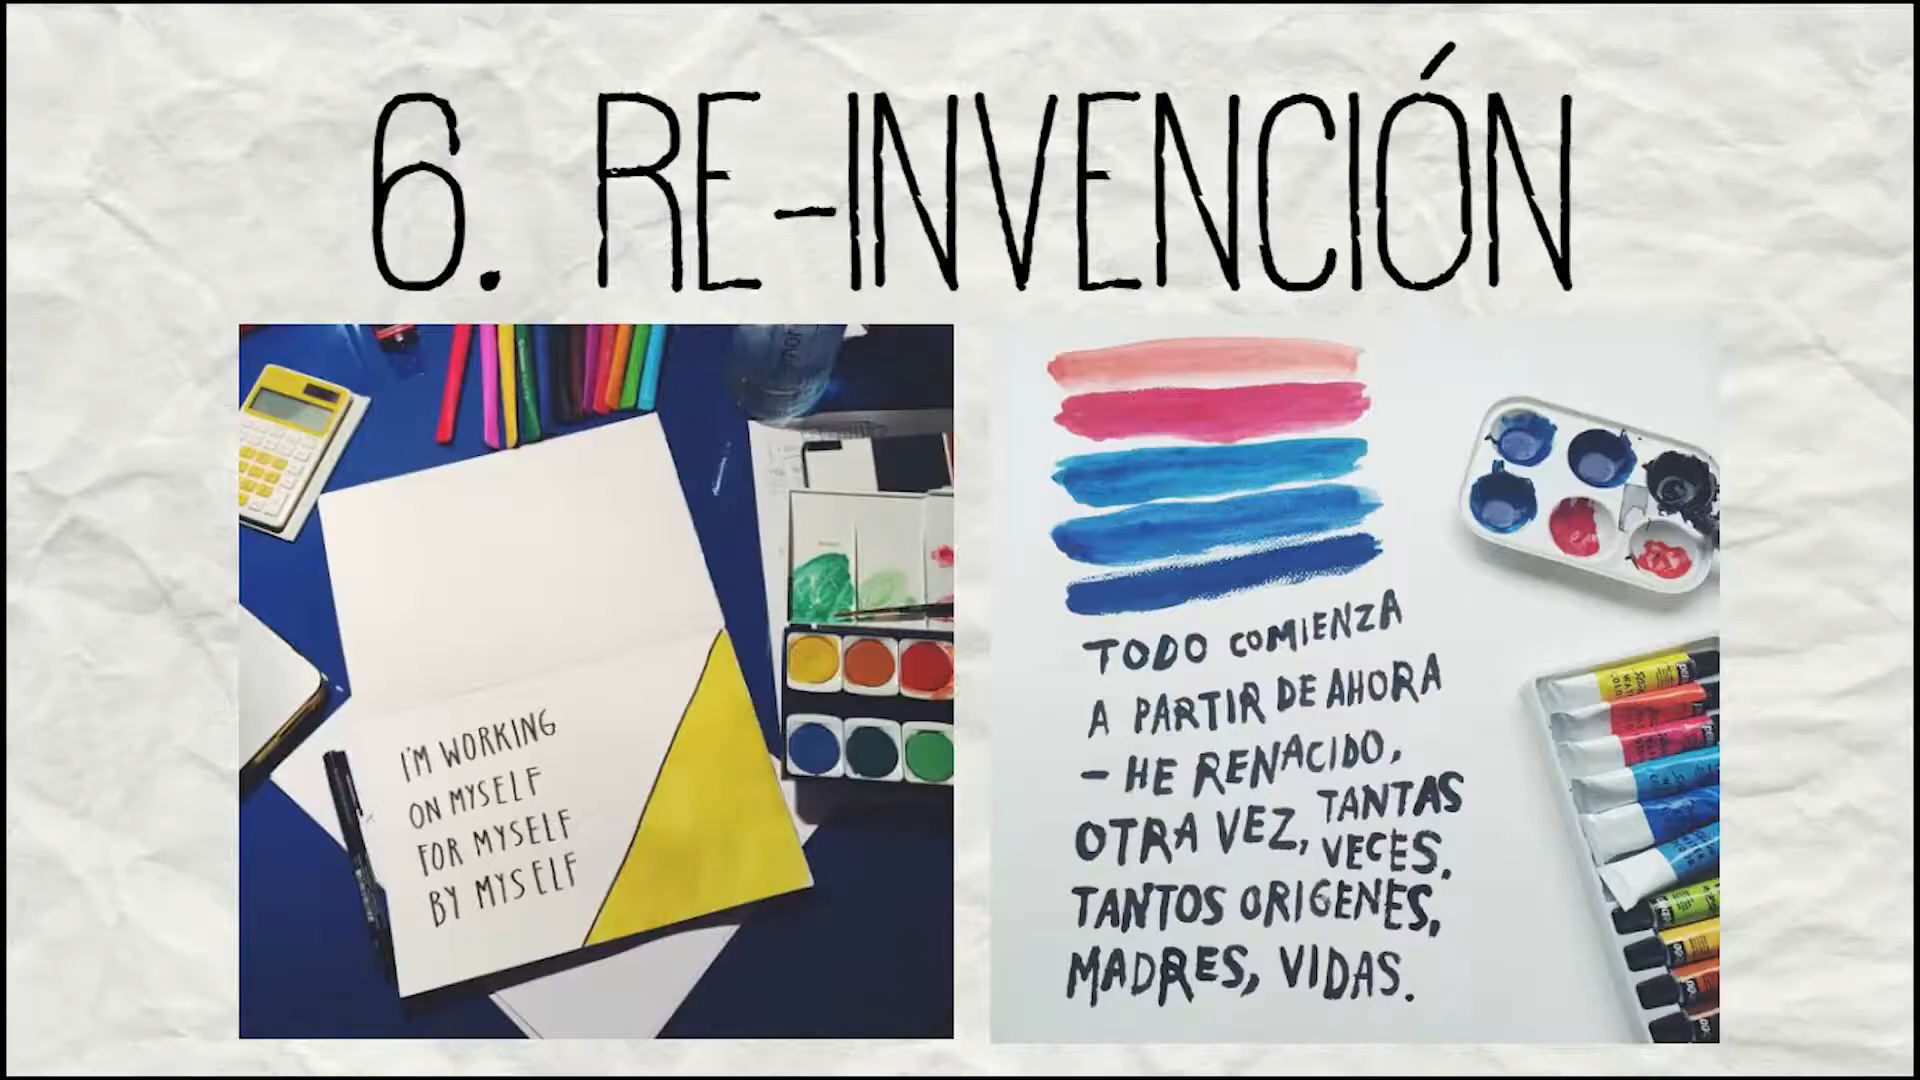 6. RE-INVENCIÓN
I'M WORKING
ON MYSELF
FOR MYSELF
BY MYSELF
TODO COMIENZA
A PARTIR DE AHORA
- HE RENACIDO,
OTRA VEZ, TANTAS
VECES.
TANTOS ORIGENES,
MADRES, VIDAS.